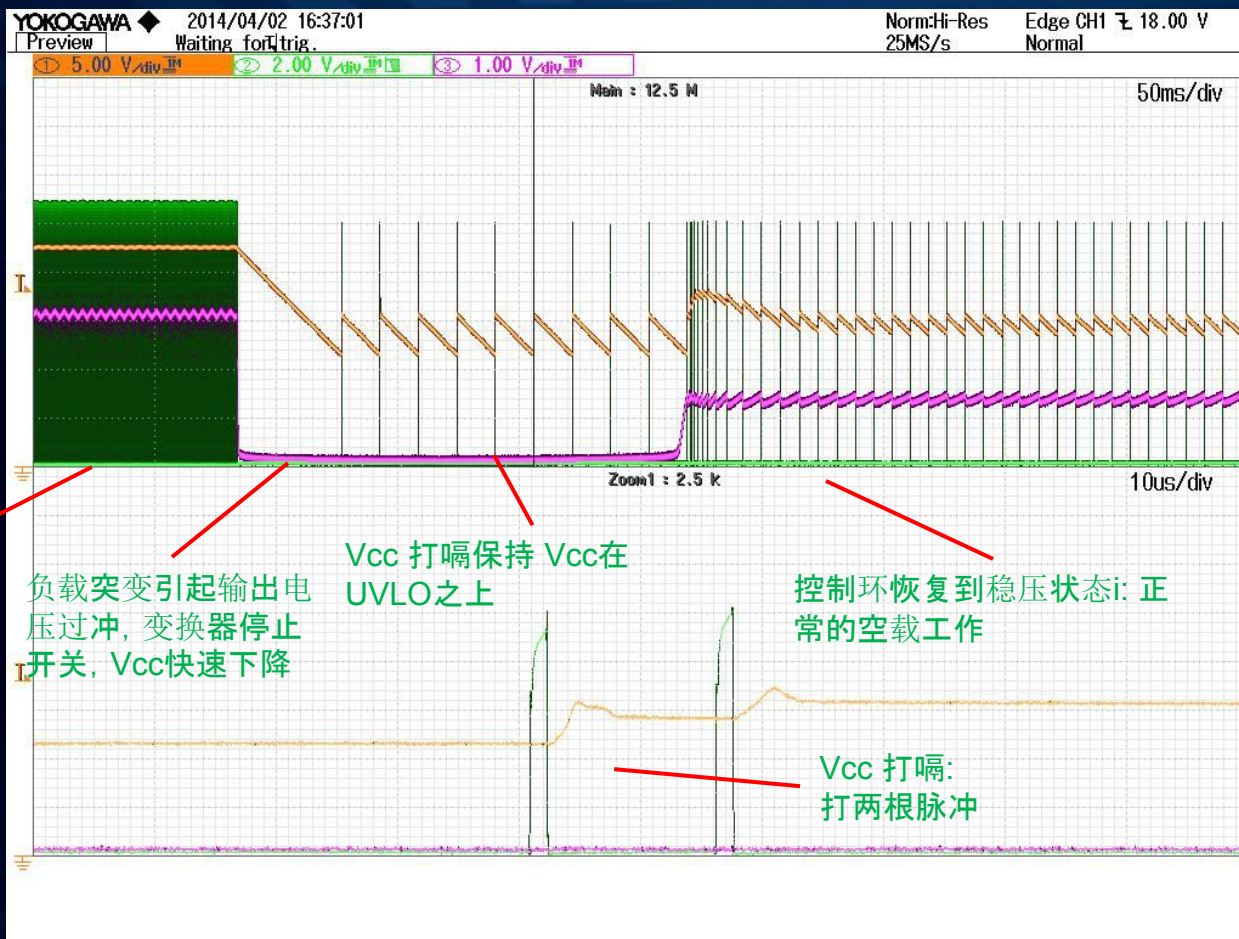 YOKOGAWA ◆ 2014/04/02 16:37:01
Norm:Hi-Res Edge CH1 18.00 V
Preview Waiting for trig.
25MS/s Normal
① 5.00 V/div 1M ② 2.00 V/div 1M ③ 1.00 V/div 1M
Main : 12.5 M
50ms/div
Zoom1 : 2.5 k
10us/div
负载突变引起输出电
压过冲, 变换器停止
开关, Vcc快速下降
Vcc 打嗝保持 Vcc在
UVLO之上
控制环恢复到稳压状态i: 正
常的空载工作
Vcc 打嗝:
打两根脉冲